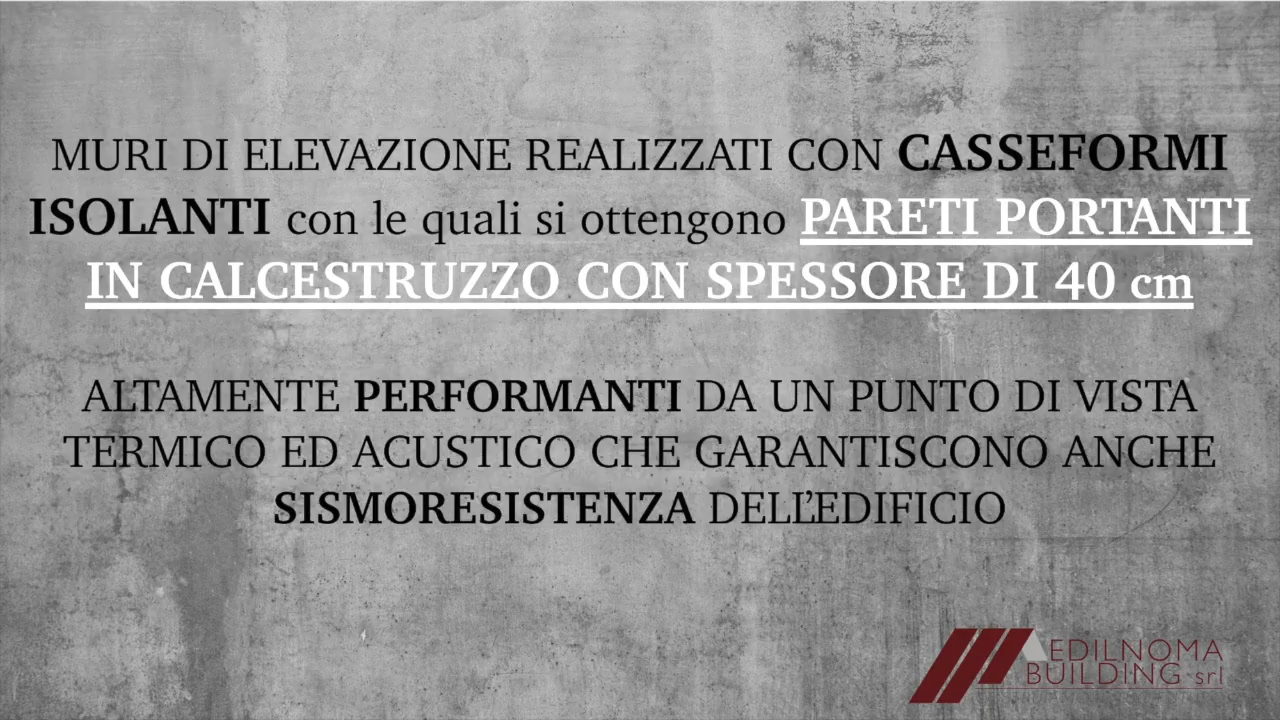 MURI DI ELEVAZIONE REALIZZATI CON CASSEFORMI
ISOLANTI con le quali si ottengono PARETI PORTANTI
IN CALCESTRUZZO CON SPESSORE DI 40 cm
ALTAMENTE PERFORMANTI DA UN PUNTO DI VISTA
TERMICO ED ACUSTICO CHE GARANTISCONO ANCHE
SISMORESISTENZA DELL'EDIFICIO
EDILNOMA
BUILDING srl